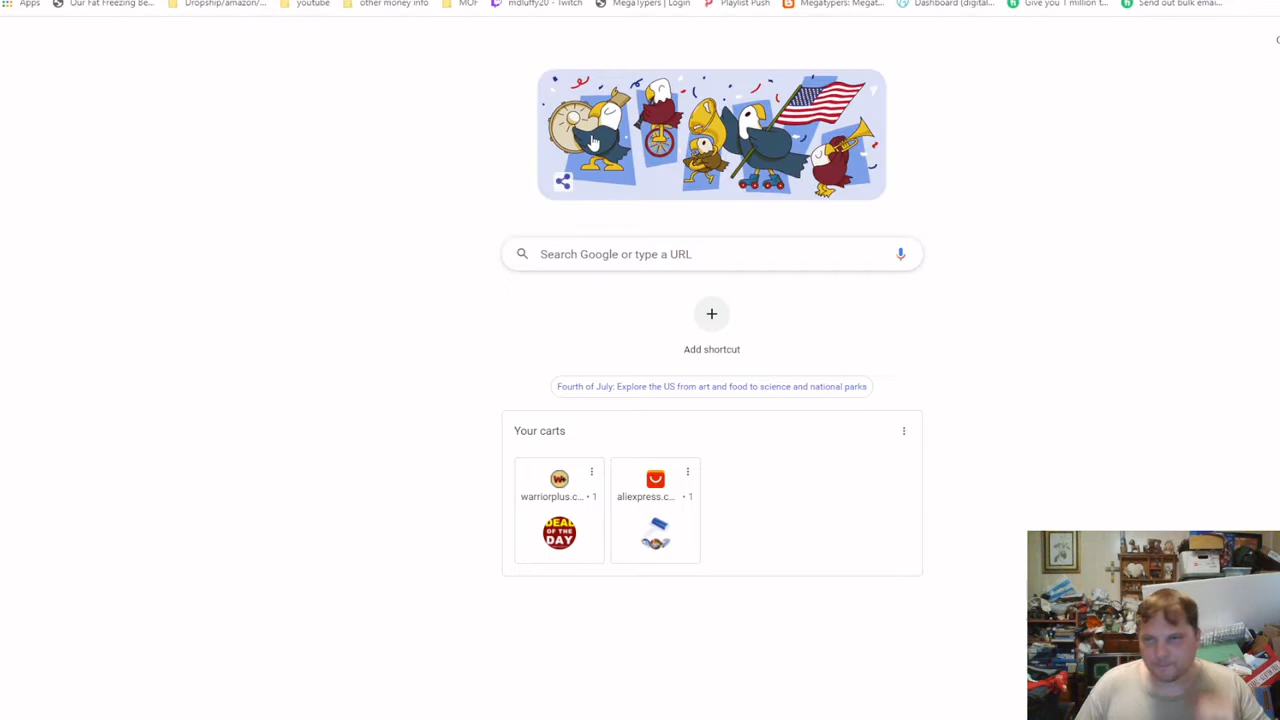 Apps Our Fat Freezing Be... Dropship/amazon/... youtube other money info MOF mdluffy20 - Twitch MegaTypers | Login Playlist Push Megatypers: Megat... Dashboard (digital... Give you 1 million t... Send out bulk email...
Search Google or type a URL
Add shortcut
Fourth of July: Explore the US from art and food to science and national parks
Your carts
warriorplus.c... • 1 aliexpress.c... • 1
DEAL
OF THE
DAY